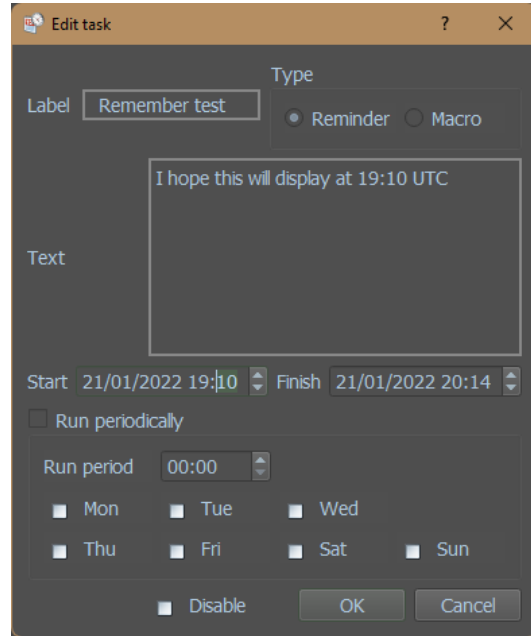 Edit task
?
Type
Label Remember test
Reminder Macro
I hope this will display at 19:10 UTC
Text
Start 21/01/2022 19:10 Finish 21/01/2022 20:14
Run periodically
Run period 00:00
Mon Tue Wed
Thu Fri Sat Sun
Disable OK Cancel